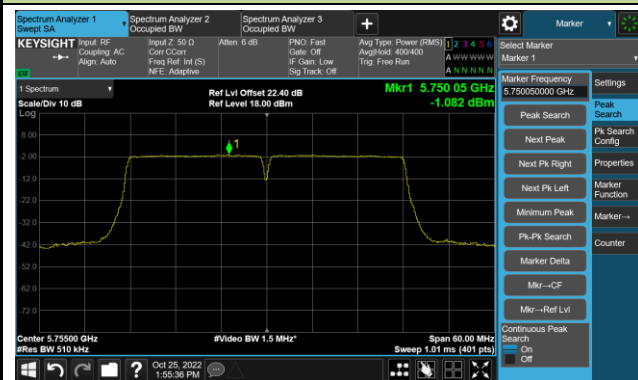 Spectrum Analyzer 1
Swept SA
Spectrum Analyzer 2
Occupied BW
Spectrum Analyzer 3
Occupied BW
+
Marker
KEYSIGHT
Input: RF
Coupling: AC
Align: Auto
Input Z: 50 Ω
Corr CCorr
Freq Ref: Int (S)
NFE: Adaptive
Atten: 6 dB
PNO: Fast
Gate: Off
IF Gain: Low
Sig Track: Off
Avg Type: Power (RMS)
Avg|Hold: 400/400
Trig: Free Run
1 2 3 4 5 6
A W W W W W
A N N N N N
Select Marker
Marker 1
LXI
1 Spectrum
Scale/Div 10 dB
Log
Ref Lvl Offset 22.40 dB
Ref Level 18.00 dBm
Mkr1 5.750 05 GHz
-1.082 dBm
8.00
-2.00
-12.0
-22.0
-32.0
-42.0
-52.0
-62.0
-72.0
1
Center 5.75500 GHz
#Res BW 510 kHz
#Video BW 1.5 MHz*
Span 60.00 MHz
Sweep 1.01 ms (401 pts)
Marker Frequency
5.750050000 GHz
Peak Search
Next Peak
Next Pk Right
Next Pk Left
Minimum Peak
Pk-Pk Search
Marker Delta
Mkr→CF
Mkr→Ref Lvl
Continuous Peak
Search
On
Off
Settings
Peak
Search
Pk Search
Config
Properties
Marker
Function
Marker→
Counter
?
Oct 25, 2022
1:55:36 PM